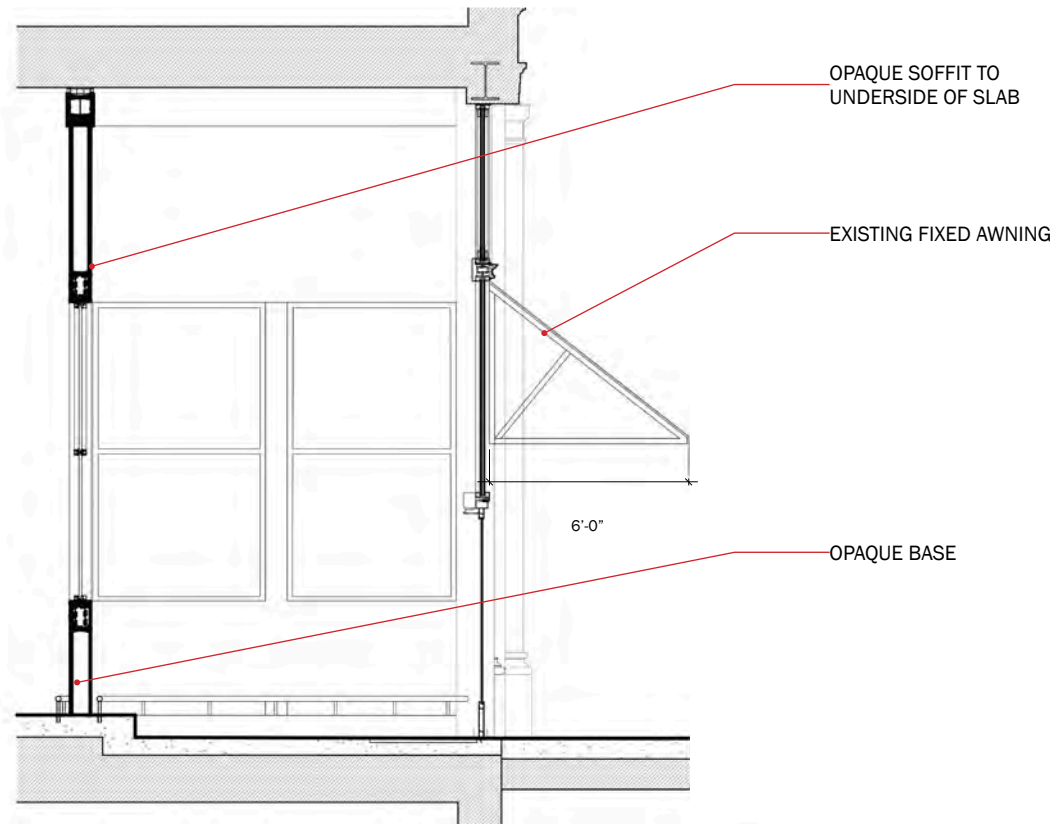 OPAQUE SOFFIT TO
UNDERSIDE OF SLAB
EXISTING FIXED AWNING
6'-0"
OPAQUE BASE